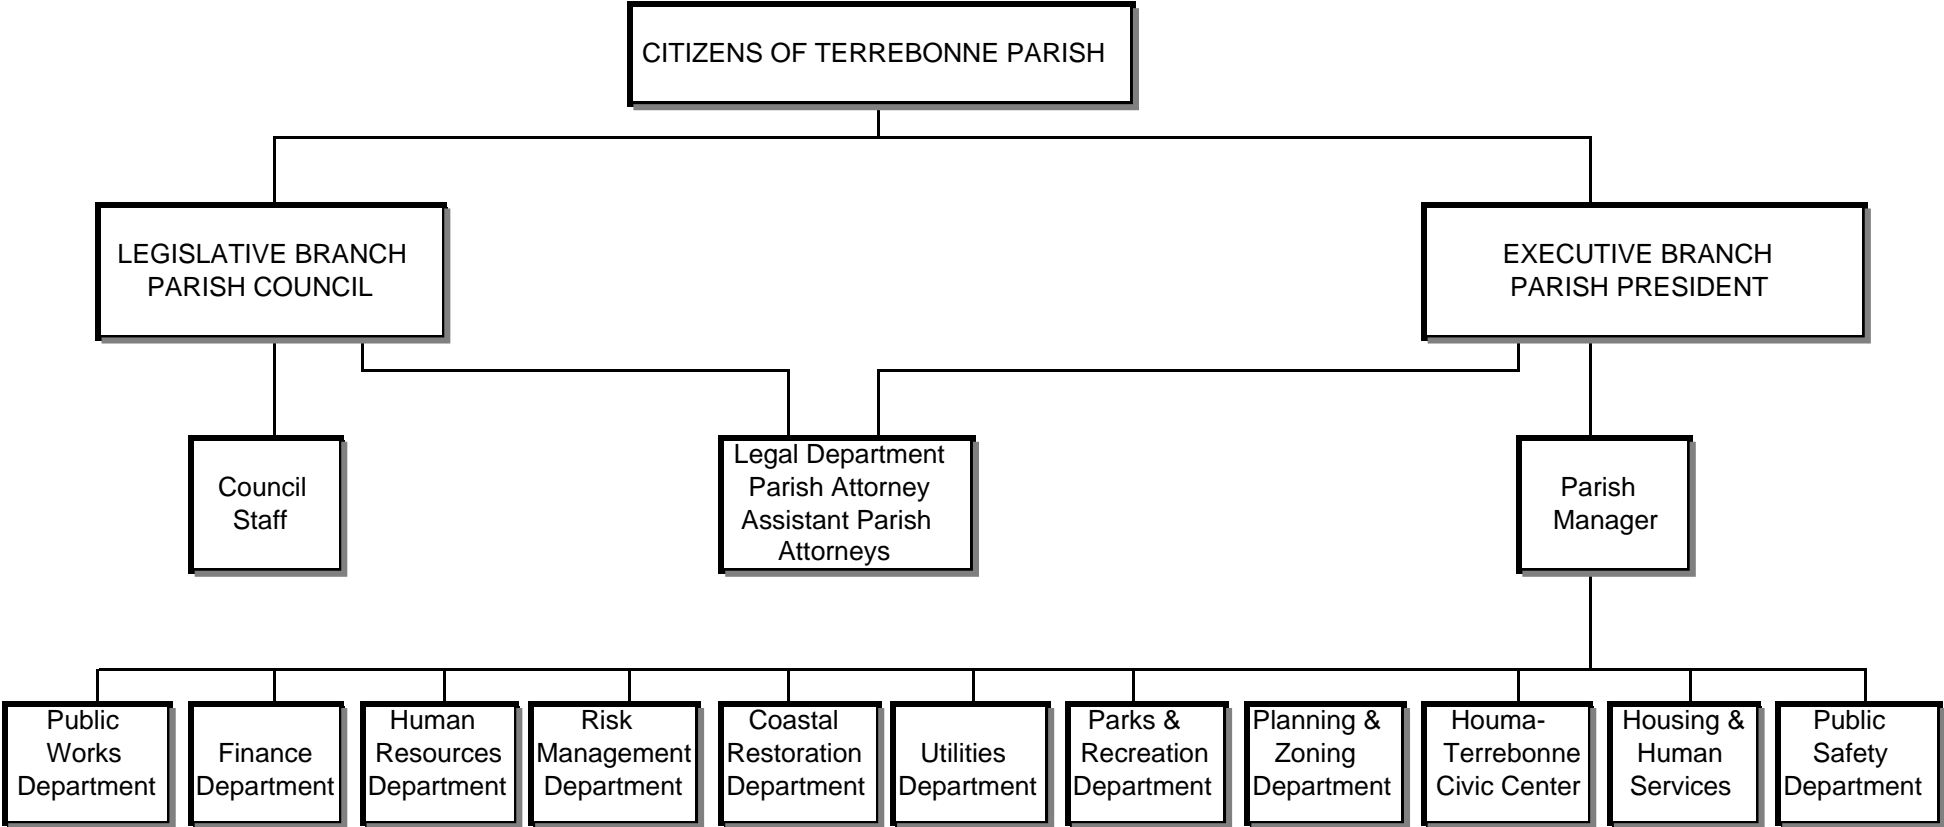 CITIZENS OF TERREBONNE PARISH
LEGISLATIVE BRANCH
PARISH COUNCIL
EXECUTIVE BRANCH
PARISH PRESIDENT
Council
Staff
Legal Department
Parish Attorney
Assistant Parish
Attorneys
Parish
Manager
Public
Works
Department
Finance
Department
Human
Resources
Department
Risk
Management
Department
Coastal
Restoration
Department
Utilities
Department
Parks &
Recreation
Department
Planning &
Zoning
Department
Houma-
Terrebonne
Civic Center
Housing &
Human
Services
Public
Safety
Department